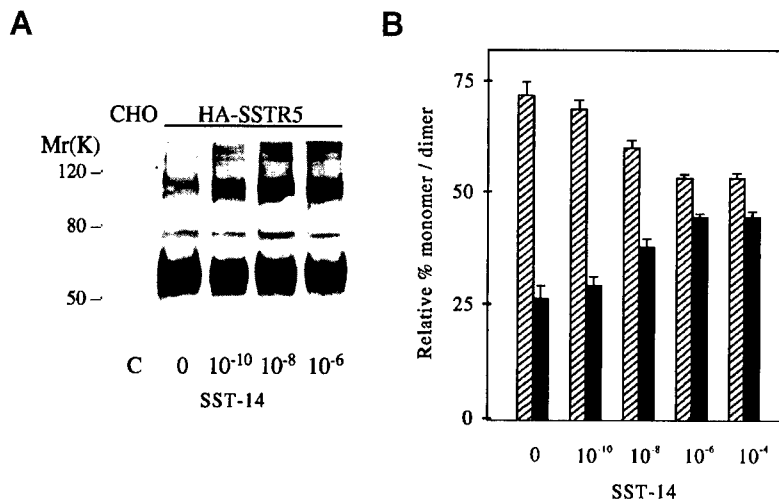 A
CHO HA-SSTR5
Mr(K)
120 –
80 –
50 –
C 0 10⁻¹⁰ 10⁻⁸ 10⁻⁶
SST-14
B
Relative % monomer / dimer
75
50
25
0
0 10⁻¹⁰ 10⁻⁸ 10⁻⁶ 10⁻⁴
SST-14